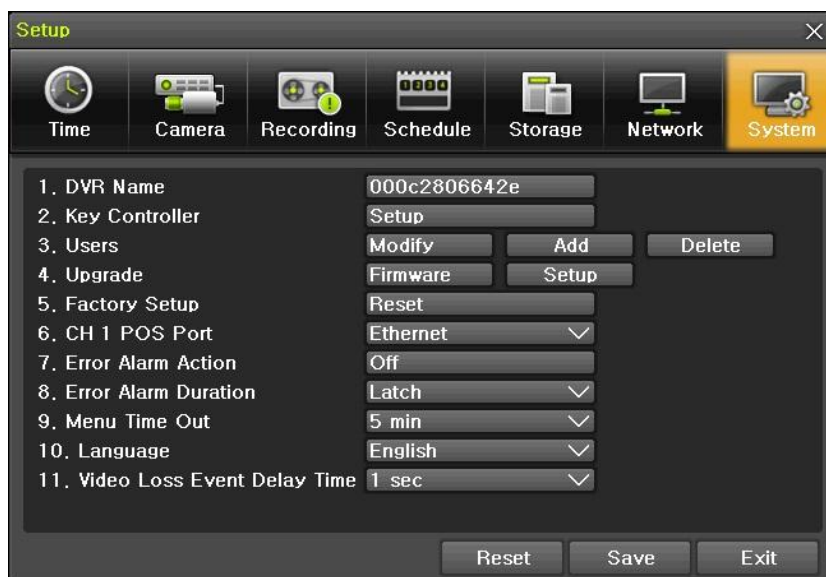 Setup
Time Camera Recording Schedule Storage Network System
1. DVR Name 000c2806642e
2. Key Controller Setup
3. Users Modify Add Delete
4. Upgrade Firmware Setup
5. Factory Setup Reset
6. CH 1 POS Port Ethernet
7. Error Alarm Action Off
8. Error Alarm Duration Latch
9. Menu Time Out 5 min
10. Language English
11. Video Loss Event Delay Time 1 sec
Reset Save Exit